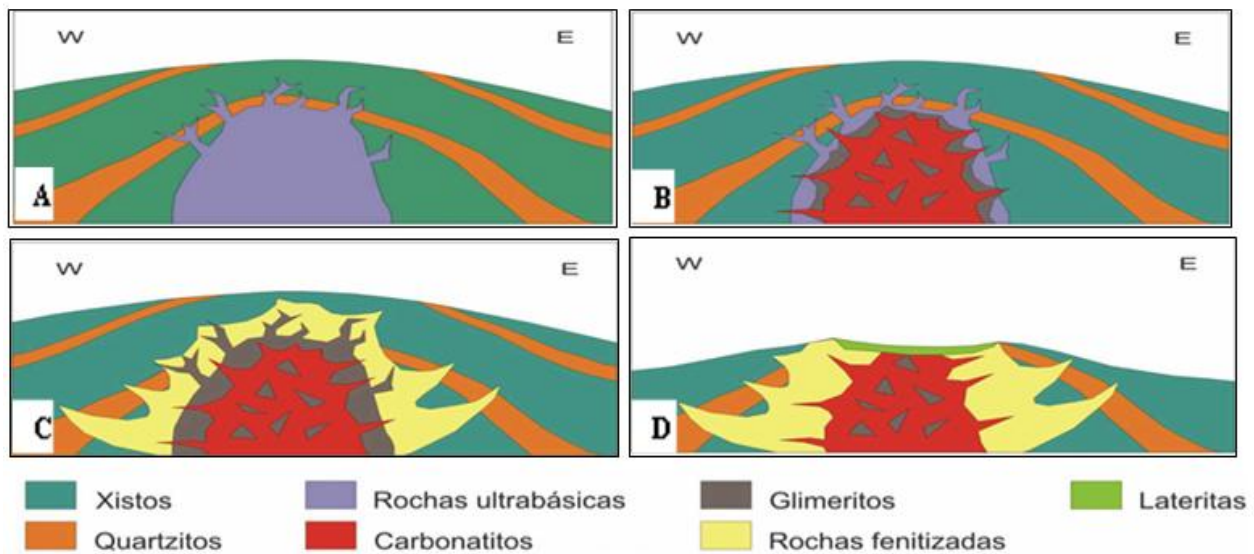 W E
W E
A
B
W E
W E
C
D
Xistos
Rochas ultrabásicas
Glimeritos
Lateritas
Quartzitos
Carbonatitos
Rochas fenitizadas